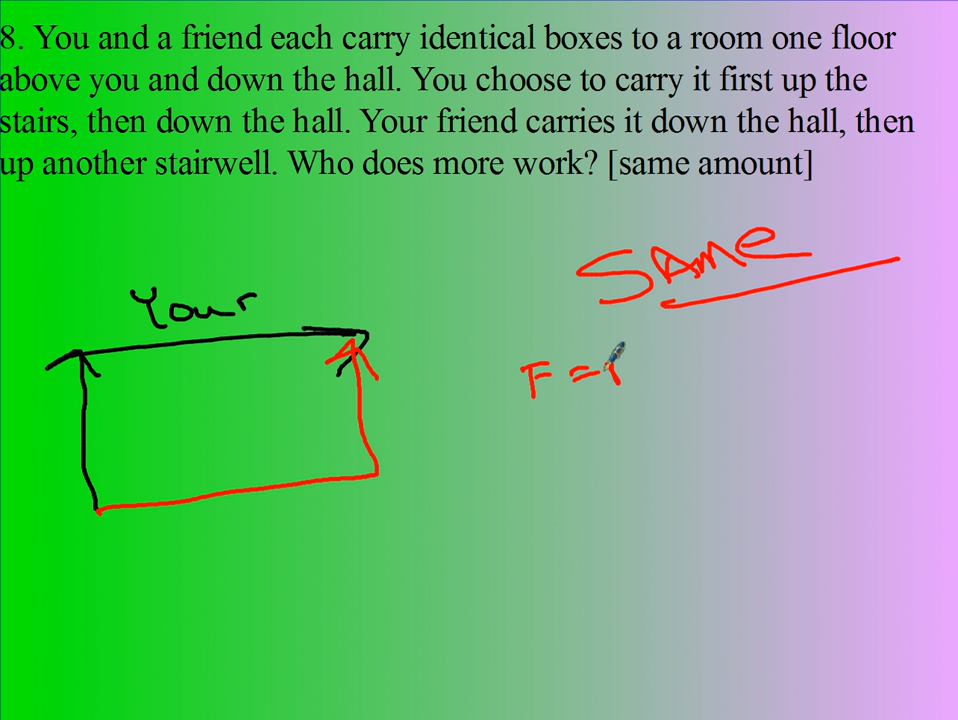 8. You and a friend each carry identical boxes to a room one floor
above you and down the hall. You choose to carry it first up the
stairs, then down the hall. Your friend carries it down the hall, then
up another stairwell. Who does more work? [same amount]
SAMe
Your
F =